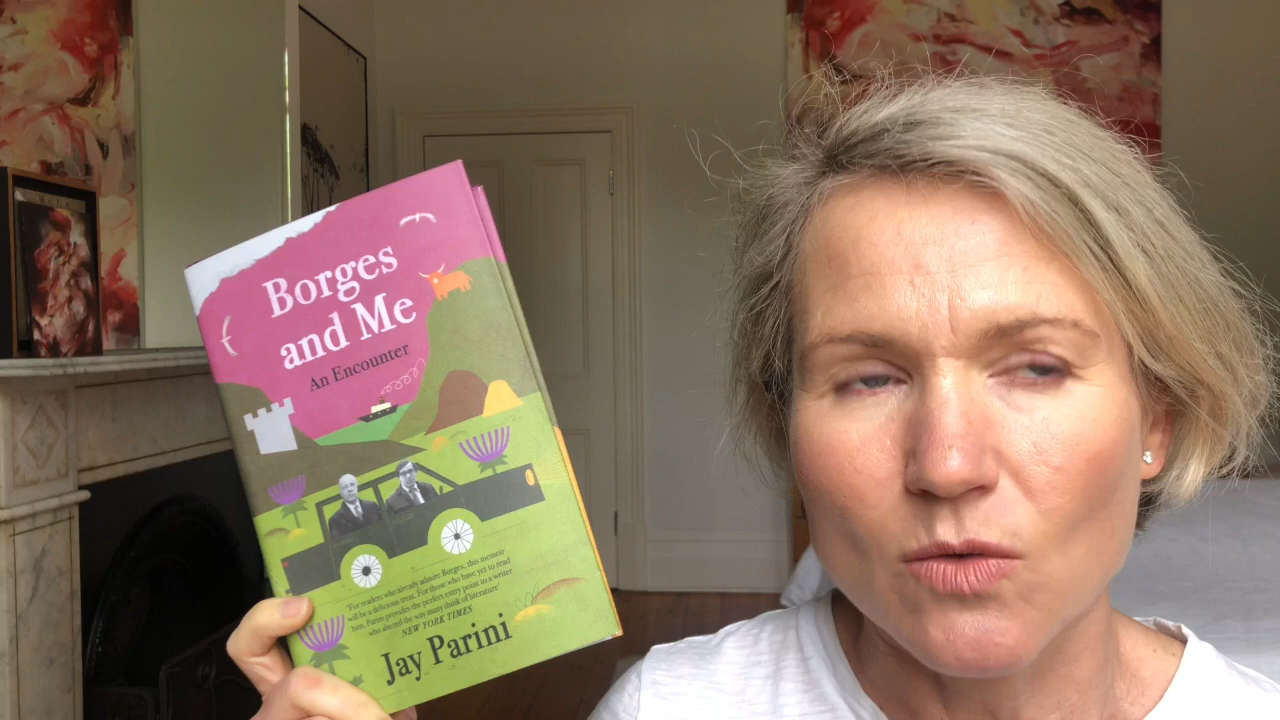 Borges
and Me
An Encounter
'For readers who already admire Borges, this memoir
will be a delicious treat. For those who have yet to read
him, Parini provides the perfect entry point to a writer
who altered the way many think of literature'
NEW YORK TIMES
Jay Parini